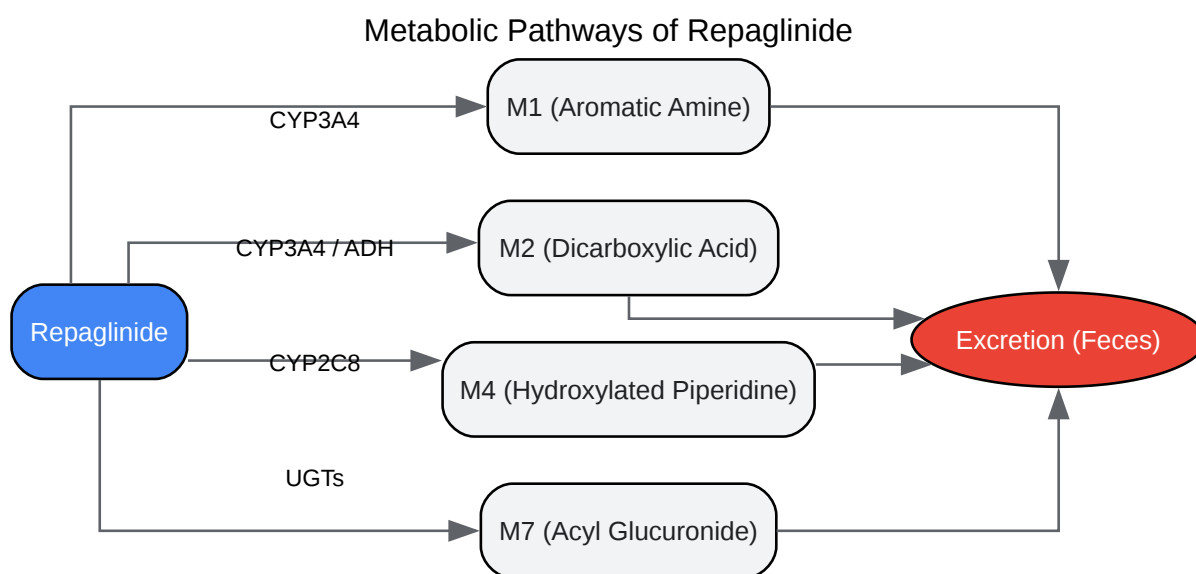 Metabolic Pathways of Repaglinide
M1 (Aromatic Amine)
CYP3A4
CYP3A4 / ADH
M2 (Dicarboxylic Acid)
Repaglinide
Excretion (Feces)
CYP2C8
M4 (Hydroxylated Piperidine)
UGTs
M7 (Acyl Glucuronide)